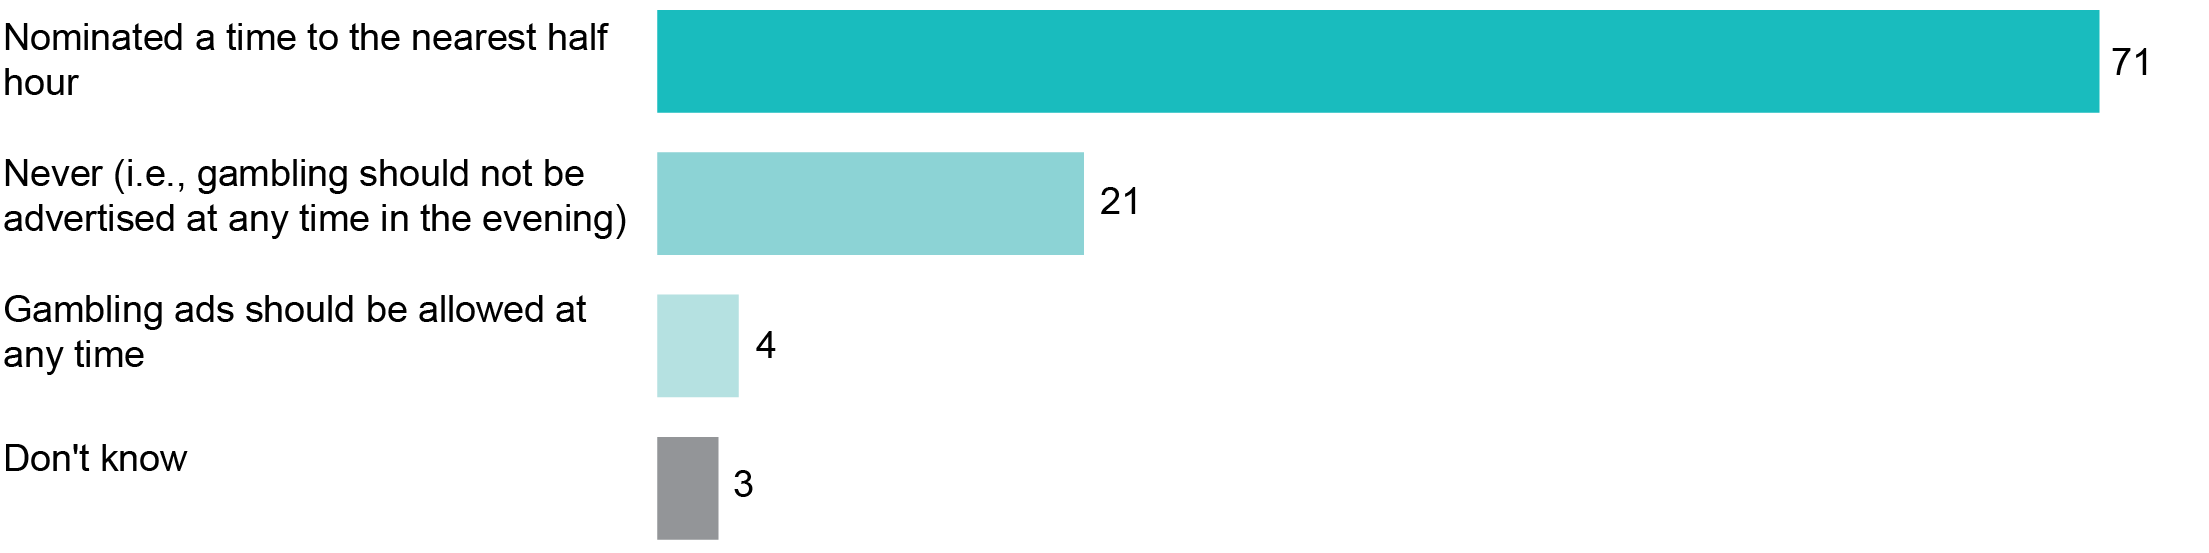 Nominated a time to the nearest half
hour
71
Never (i.e., gambling should not be
advertised at any time in the evening)
21
Gambling ads should be allowed at
any time
4
Don't know
3